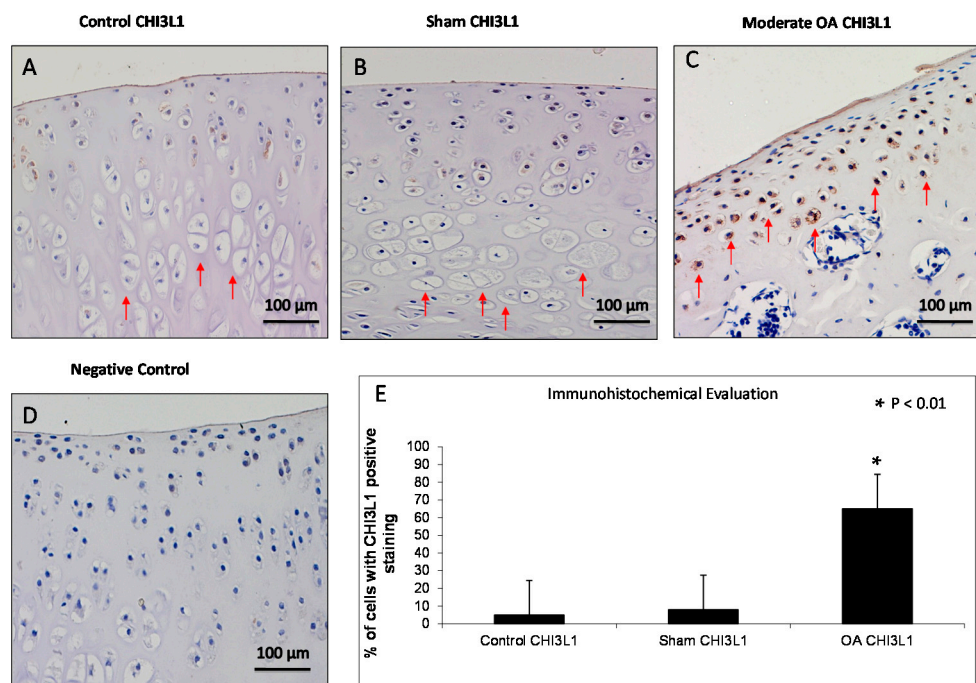 Control CHI3L1
Sham CHI3L1
Moderate OA CHI3L1
A
B
C
100 μm
100 μm
100 μm
Negative Control
D
100 μm
E
Immunohistochemical Evaluation
* P < 0.01
% of cells with CHI3L1 positive
staining
100
90
80
70
60
50
40
30
20
10
0
*
Control CHI3L1
Sham CHI3L1
OA CHI3L1